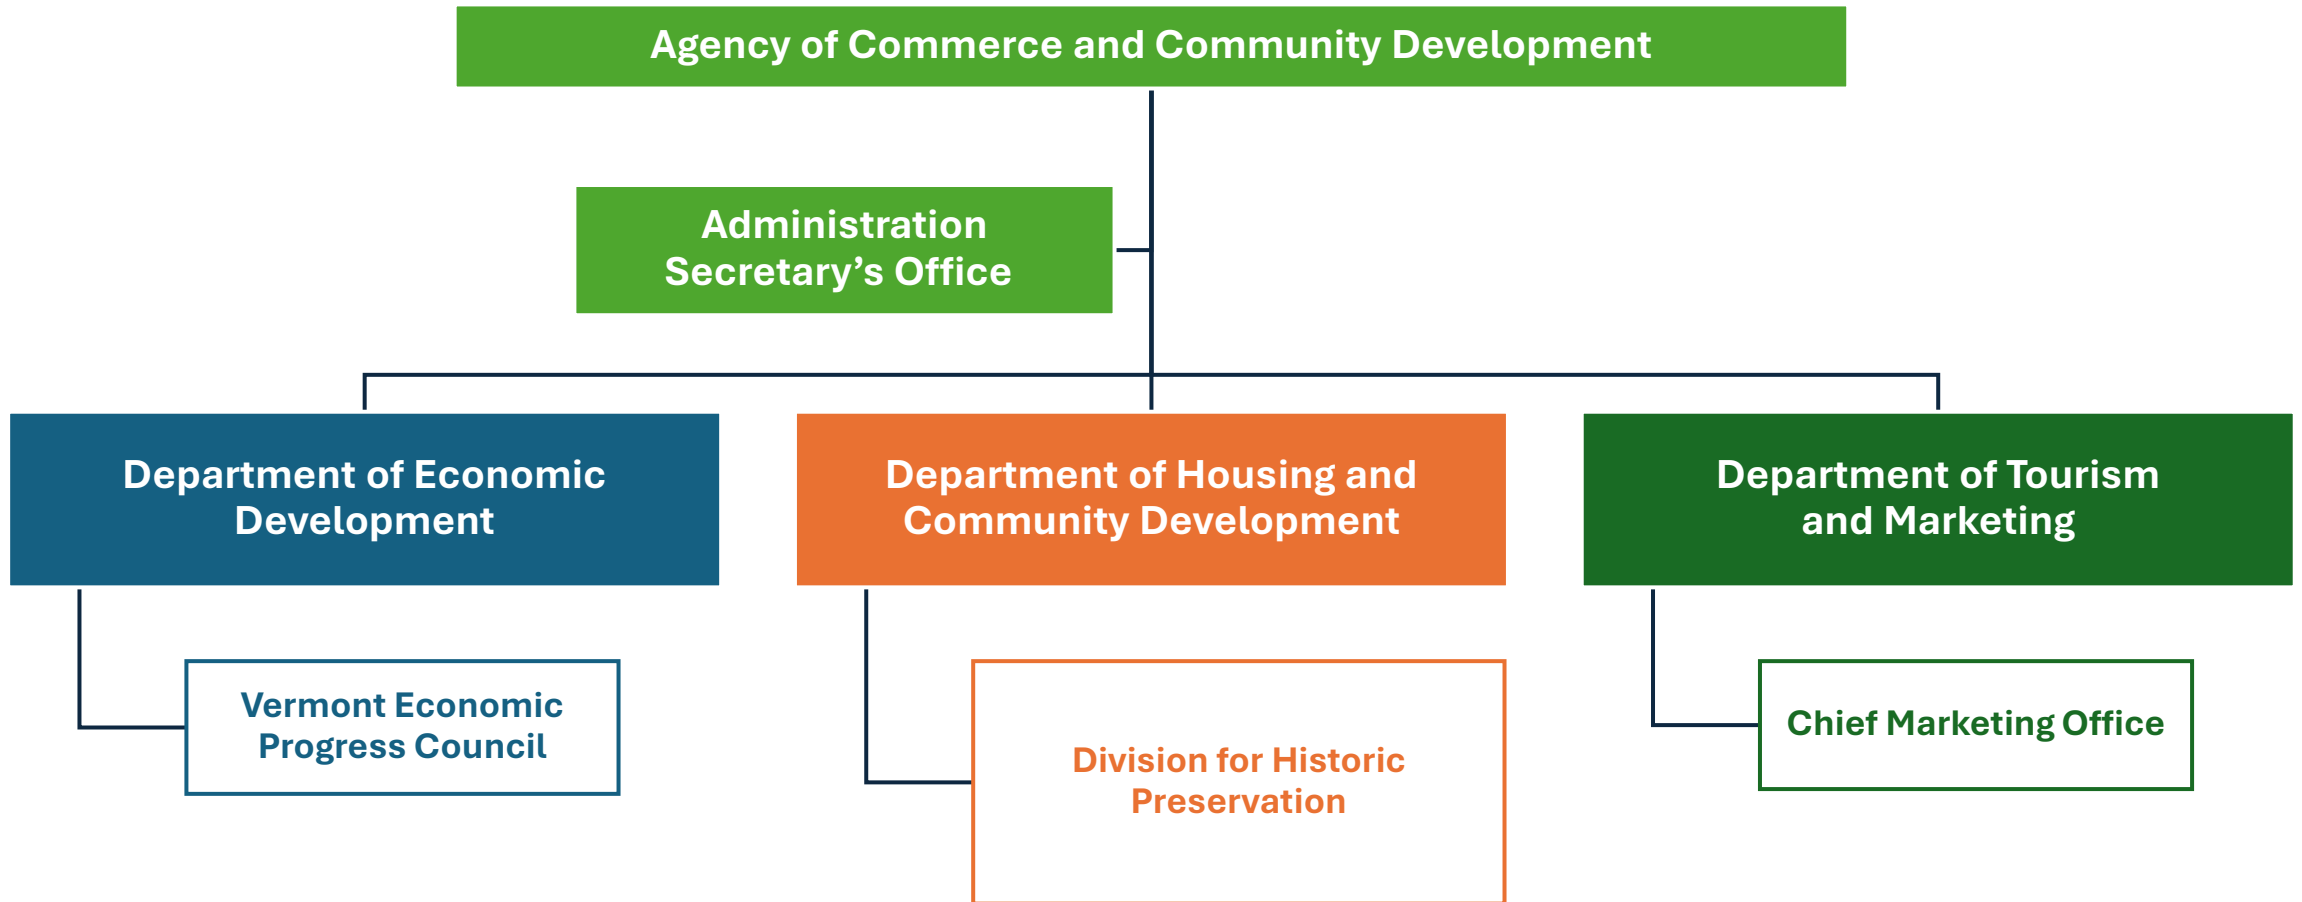 Agency of Commerce and Community Development
Administration
Secretary’s Office
Department of Economic
Development
Department of Housing and
Community Development
Department of Tourism
and Marketing
Vermont Economic
Progress Council
Division for Historic
Preservation
Chief Marketing Office